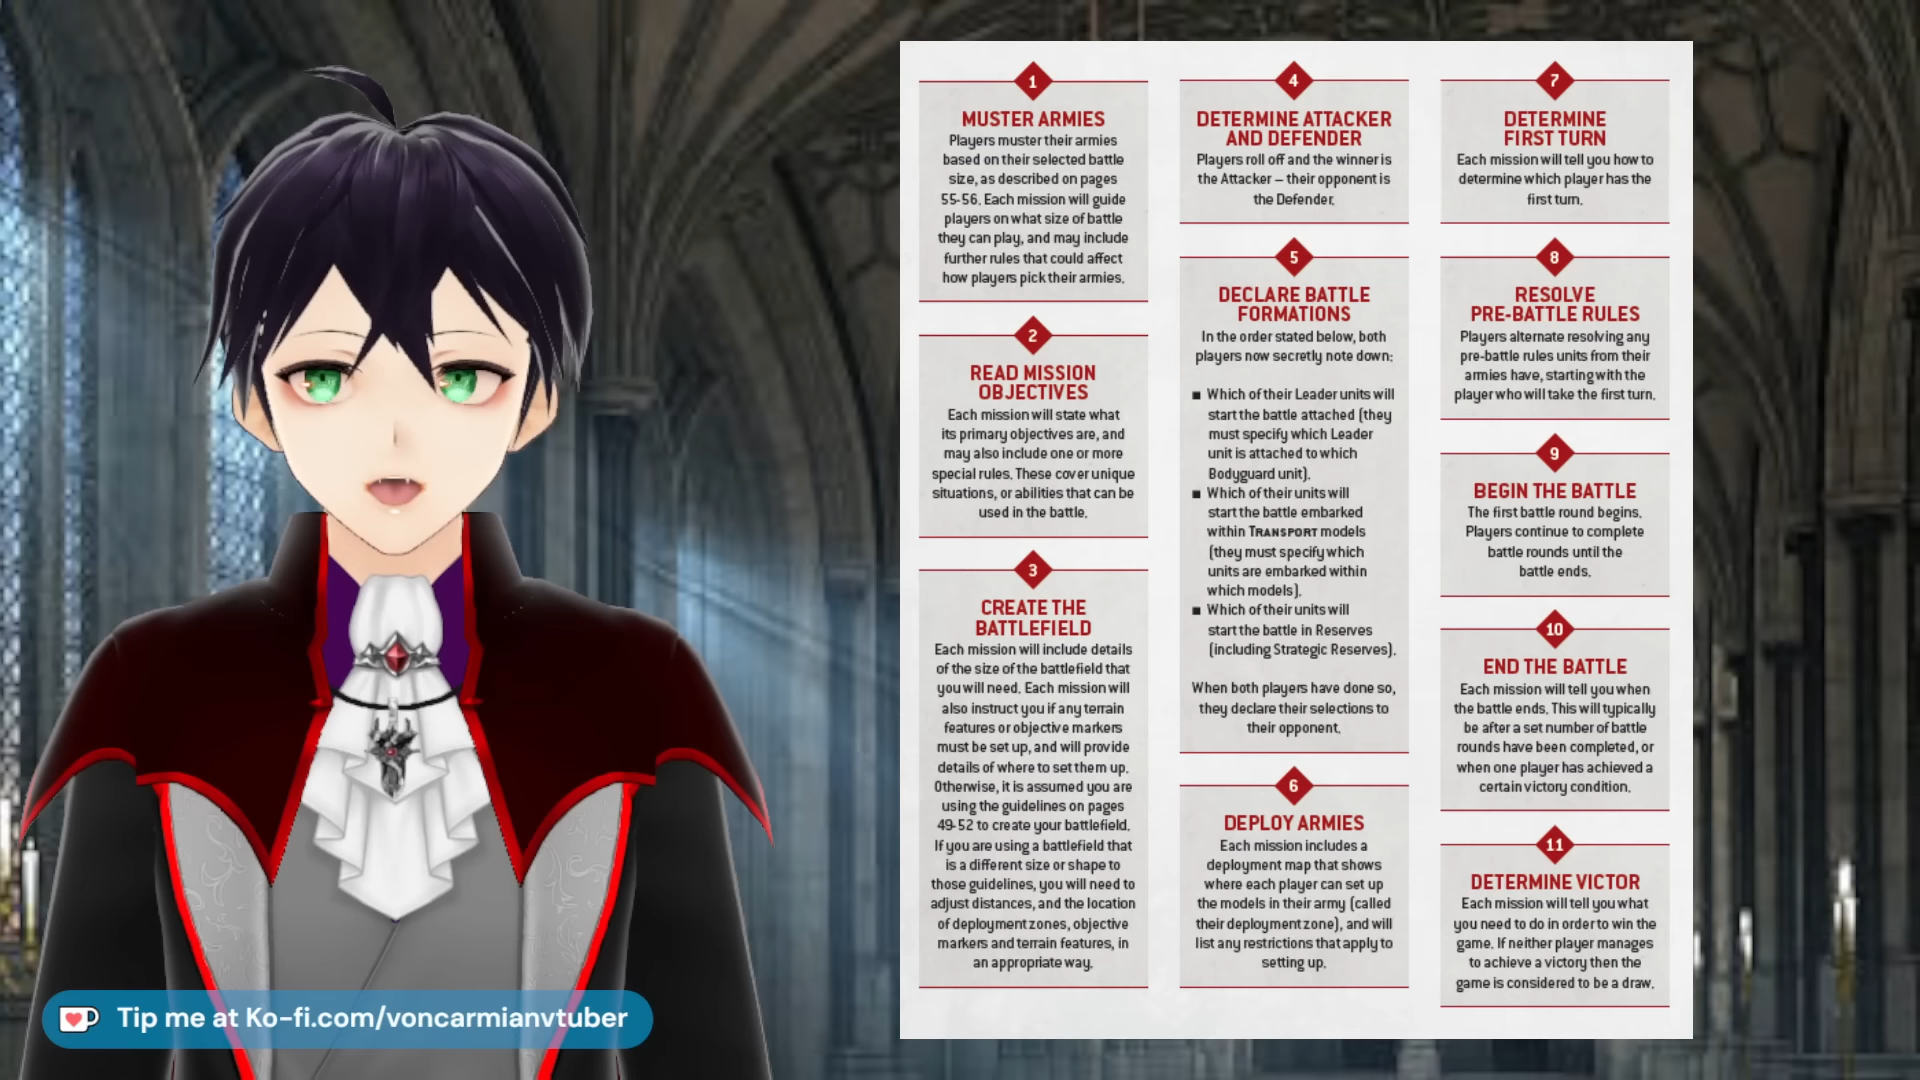 1
MUSTER ARMIES
Players muster their armies
based on their selected battle
size, as described on pages
55-56. Each mission will guide
players on what size of battle
they can play, and may include
further rules that could affect
how players pick their armies.
2
READ MISSION
OBJECTIVES
Each mission will state what
its primary objectives are, and
may also include one or more
special rules. These cover unique
situations, or abilities that can be
used in the battle.
3
CREATE THE
BATTLEFIELD
Each mission will include details
of the size of the battlefield that
you will need. Each mission will
also instruct you if any terrain
features or objective markers
must be set up, and will provide
details of where to set them up.
Otherwise, it is assumed you are
using the guidelines on pages
49-52 to create your battlefield.
If you are using a battlefield that
is a different size or shape to
those guidelines, you will need to
adjust distances, and the location
of deployment zones, objective
markers and terrain features, in
an appropriate way.
4
DETERMINE ATTACKER
AND DEFENDER
Players roll off and the winner is
the Attacker – their opponent is
the Defender.
5
DECLARE BATTLE
FORMATIONS
In the order stated below, both
players now secretly note down:
■ Which of their Leader units will
start the battle attached (they
must specify which Leader
unit is attached to which
Bodyguard unit).
■ Which of their units will
start the battle embarked
within TRANSPORT models
(they must specify which
units are embarked within
which models).
■ Which of their units will
start the battle in Reserves
(including Strategic Reserves).
When both players have done so,
they declare their selections to
their opponent.
6
DEPLOY ARMIES
Each mission includes a
deployment map that shows
where each player can set up
the models in their army (called
their deployment zone), and will
list any restrictions that apply to
setting up.
7
DETERMINE
FIRST TURN
Each mission will tell you how to
determine which player has the
first turn.
8
RESOLVE
PRE-BATTLE RULES
Players alternate resolving any
pre-battle rules units from their
armies have, starting with the
player who will take the first turn.
9
BEGIN THE BATTLE
The first battle round begins.
Players continue to complete
battle rounds until the
battle ends.
10
END THE BATTLE
Each mission will tell you when
the battle ends. This will typically
be after a set number of battle
rounds have been completed, or
when one player has achieved a
certain victory condition.
11
DETERMINE VICTOR
Each mission will tell you what
you need to do in order to win the
game. If neither player manages
to achieve a victory then the
game is considered to be a draw.
Tip me at Ko-fi.com/voncarmianvtuber